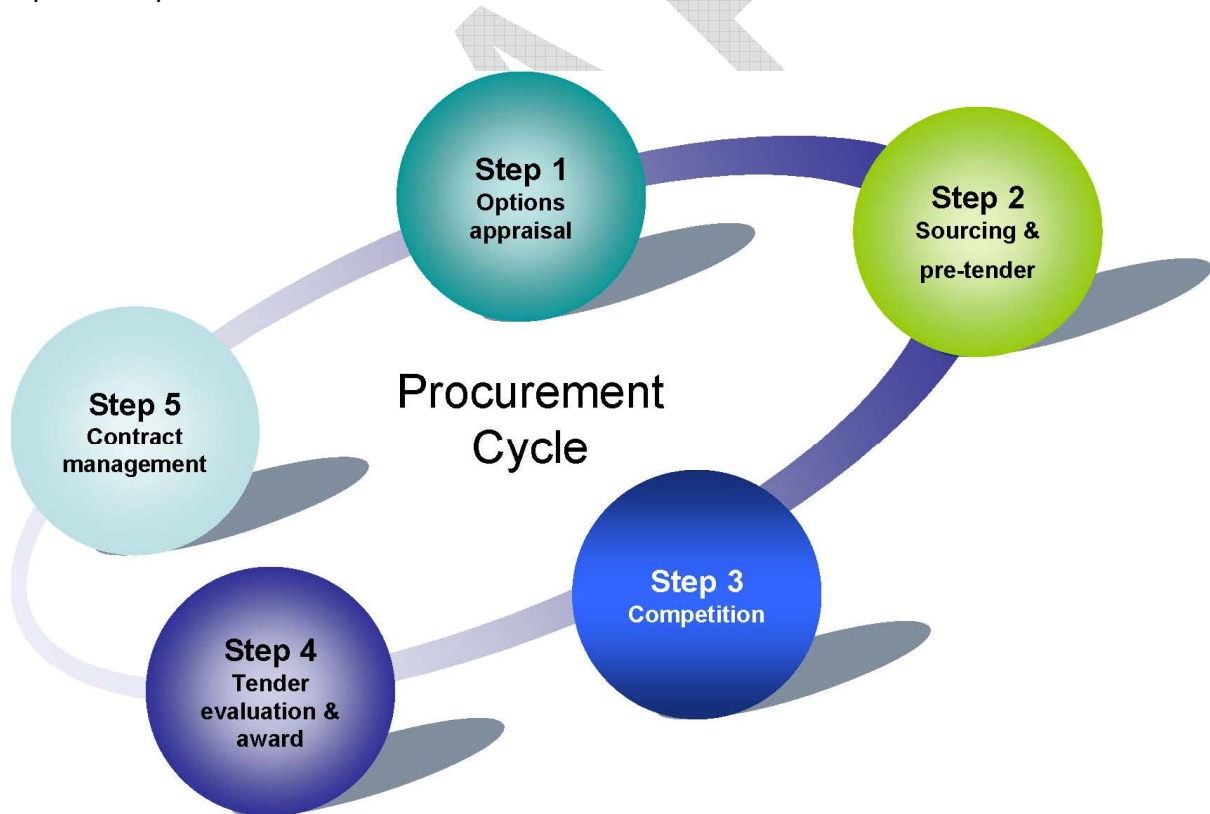 Step 1
Options
appraisal
Step 2
Sourcing &
pre-tender
Procurement
Cycle
Step 5
Contract
management
Step 3
Competition
Step 4
Tender
evaluation &
award